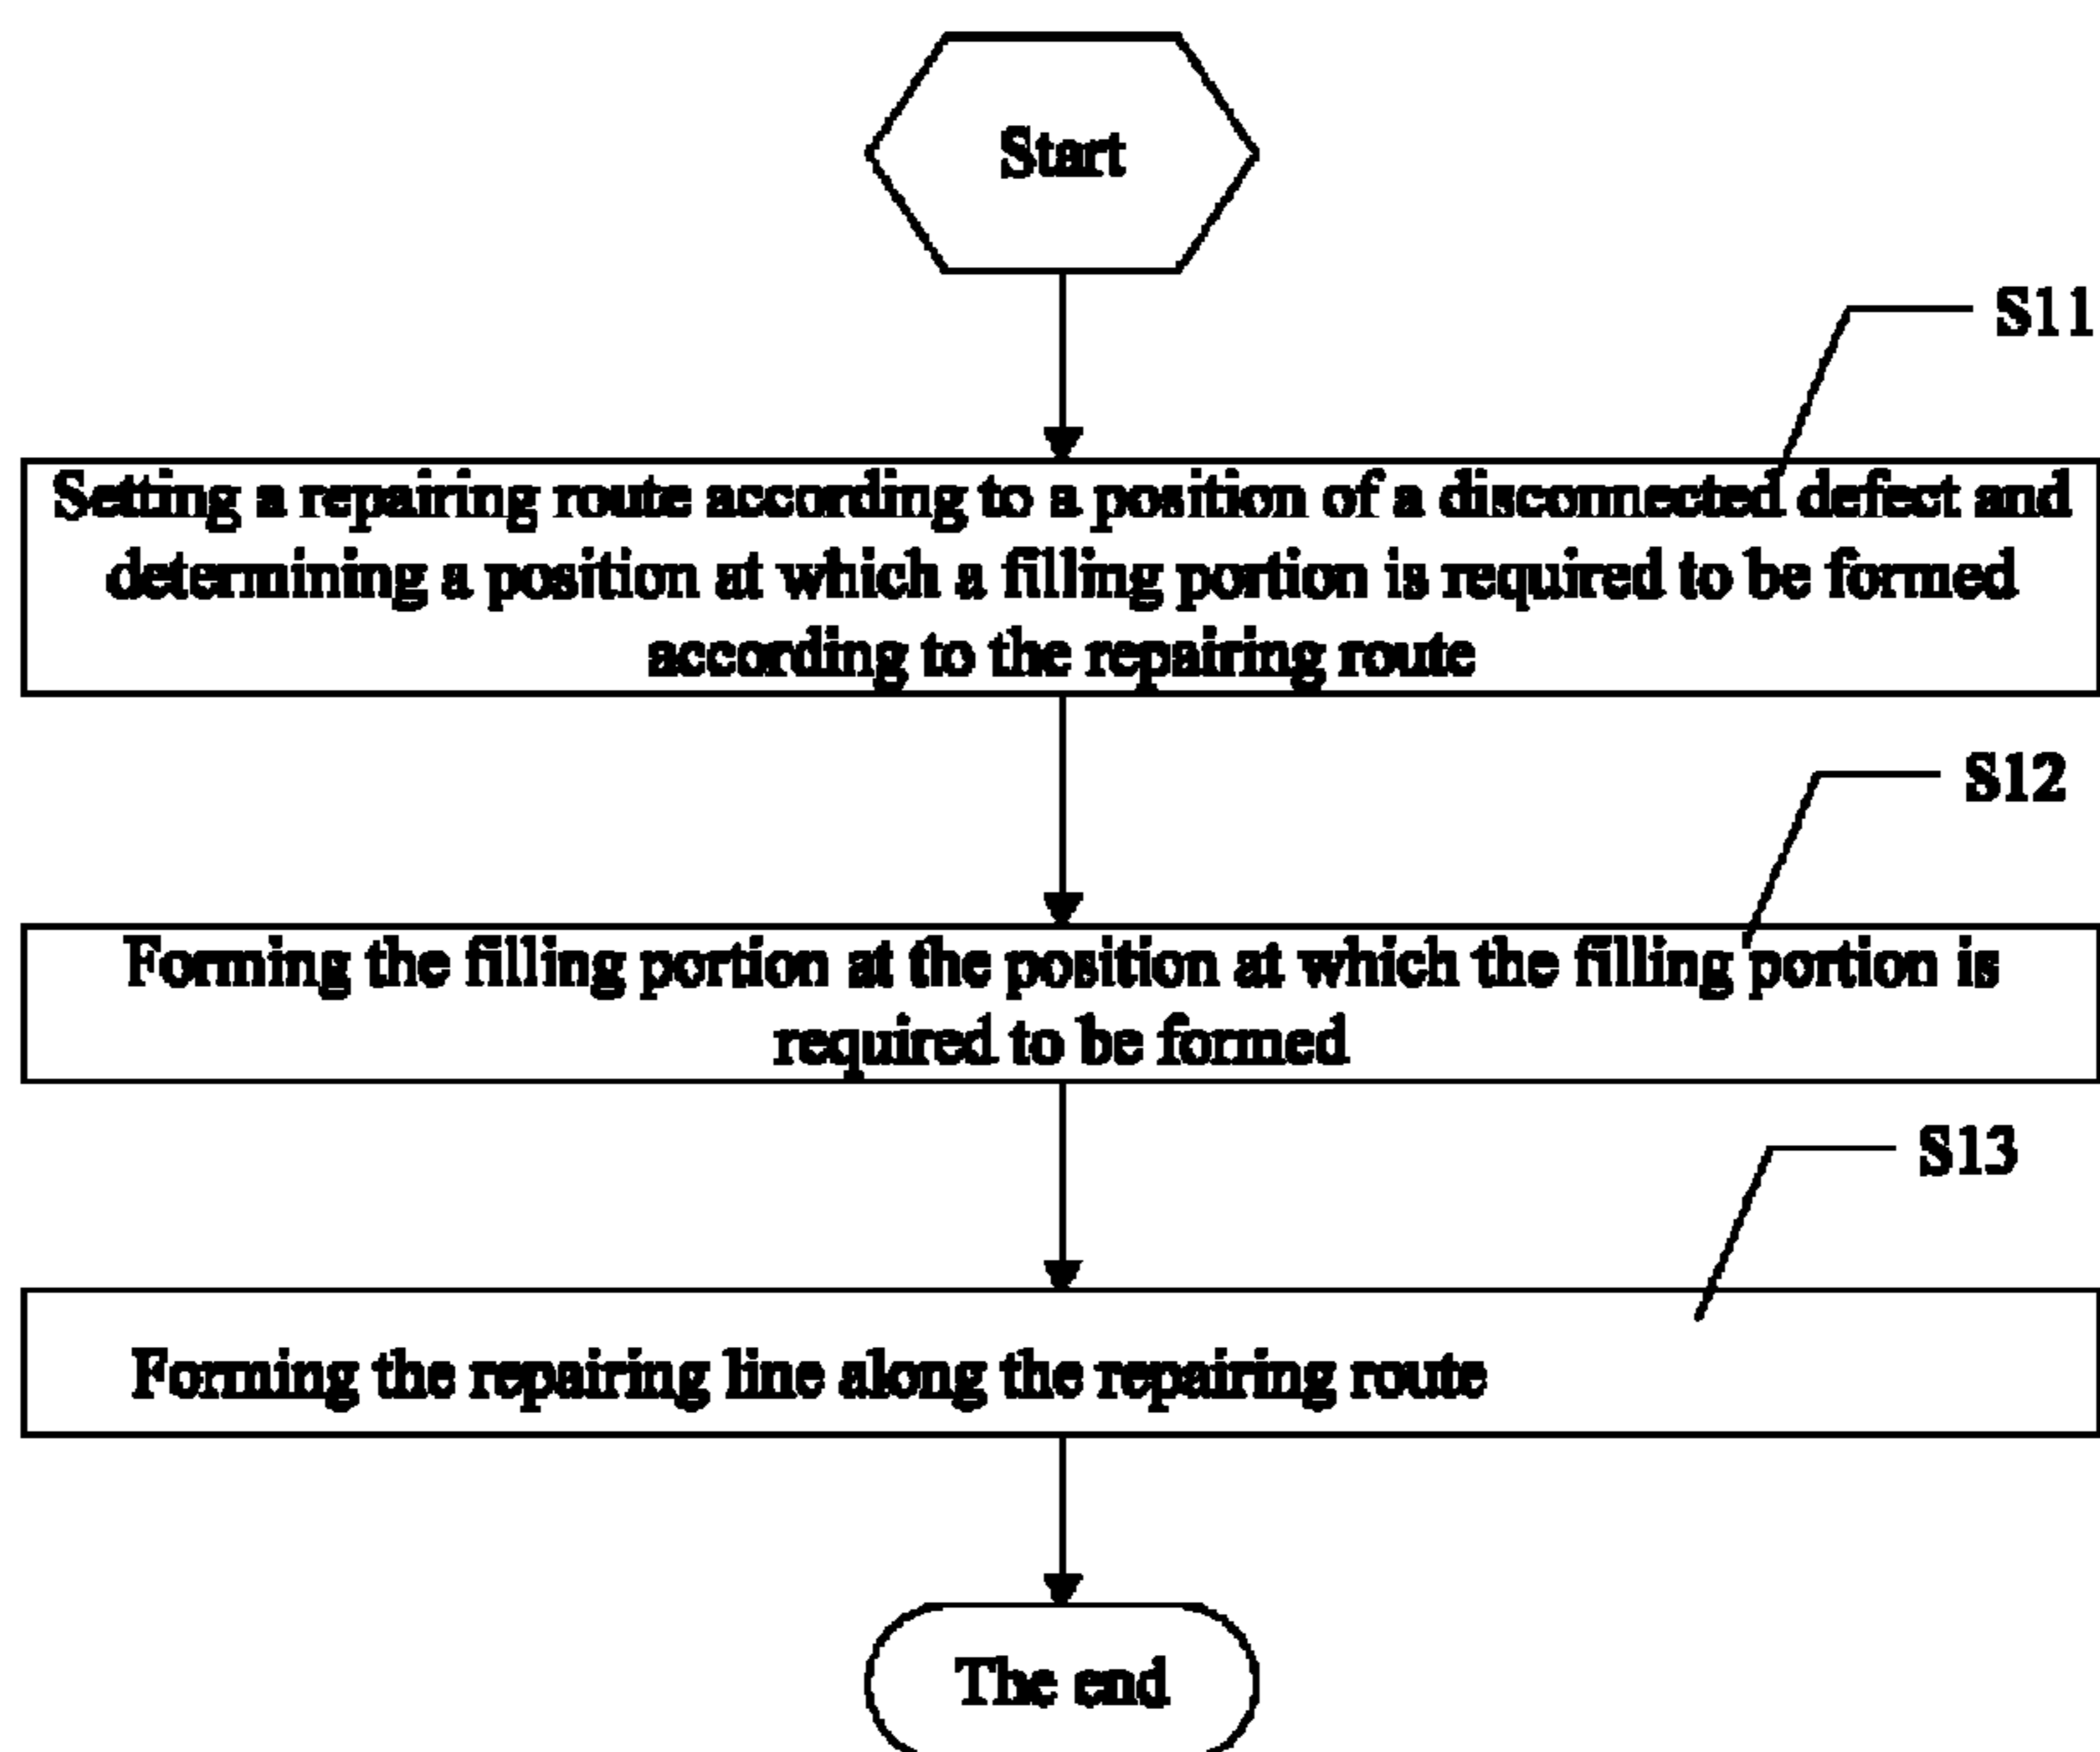 Start
S11
Setting a repairing route according to a position of a disconnected defect and
determining a position at which a filling portion is required to be formed
according to the repairing route
S12
Forming the filling portion at the position at which the filling portion is
required to be formed
S13
Forming the repairing line along the repairing route
The end